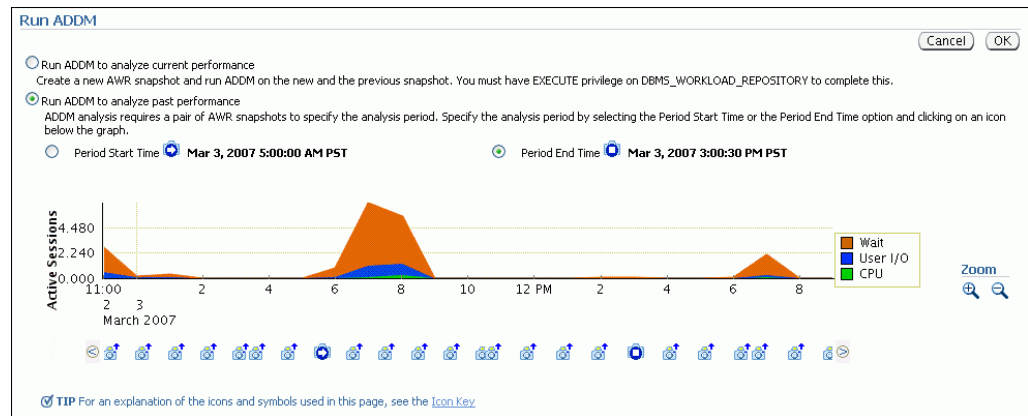 Run ADDM
Cancel OK
Run ADDM to analyze current performance
Create a new AWR snapshot and run ADDM on the new and the previous snapshot. You must have EXECUTE privilege on DBMS_WORKLOAD_REPOSITORY to complete this.
Run ADDM to analyze past performance
ADDM analysis requires a pair of AWR snapshots to specify the analysis period. Specify the analysis period by selecting the Period Start Time or the Period End Time option and clicking on an icon
below the graph.
Period Start Time Mar 3, 2007 5:00:00 AM PST Period End Time Mar 3, 2007 3:00:30 PM PST
Active Sessions
4.480
2.240
0.000
Wait
User I/O
CPU
Zoom
11:00 2 4 6 8 10 12 PM 2 4 6 8
2 3
March 2007
TIP For an explanation of the icons and symbols used in this page, see the Icon Key